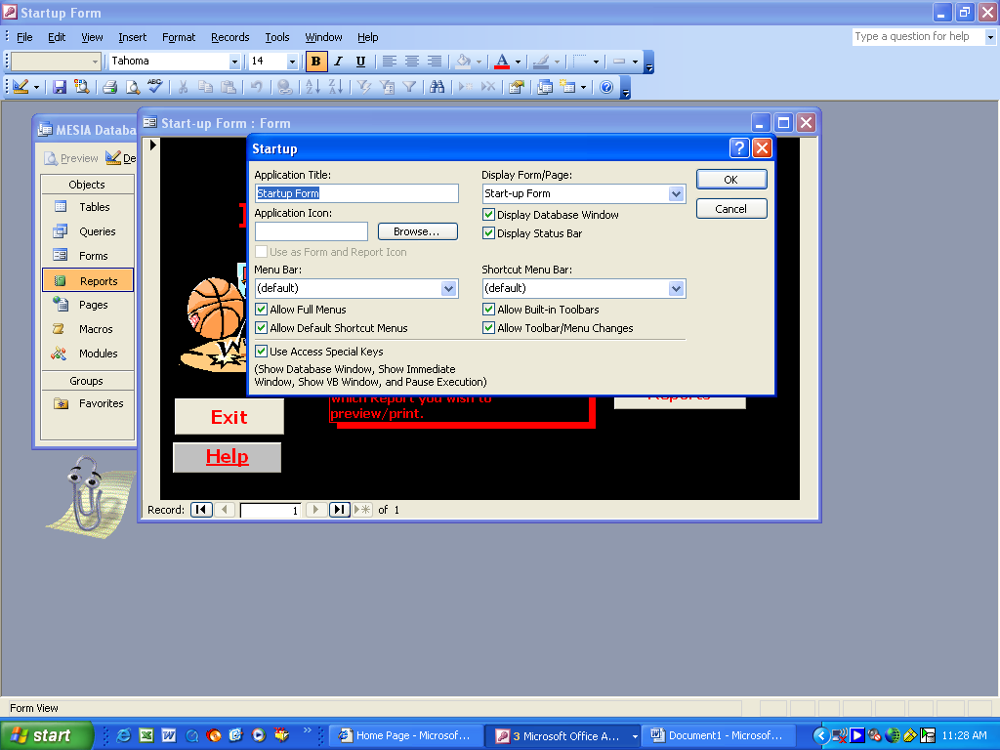 Startup Form
File Edit View Insert Format Records Tools Window Help
Type a question for help
Tahoma 14 B I U
MESIA Databa
Start-up Form : Form
Preview De
Objects
Tables
Queries
Forms
Reports
Pages
Macros
Modules
Groups
Favorites
Startup
Application Title:
Startup Form
Display Form/Page:
Start-up Form
OK
Cancel
Application Icon:
Browse...
Display Database Window
Display Status Bar
Use as Form and Report Icon
Menu Bar:
(default)
Shortcut Menu Bar:
(default)
Allow Full Menus
Allow Built-in Toolbars
Allow Default Shortcut Menus
Allow Toolbar/Menu Changes
Use Access Special Keys
(Show Database Window, Show Immediate
Window, Show VB Window, and Pause Execution)
which Report you wish to
preview/print.
Reports
Exit
Help
Record: 1 of 1
Form View
start
Home Page - Microsof...
3 Microsoft Office A...
Document1 - Microsof...
11:28 AM